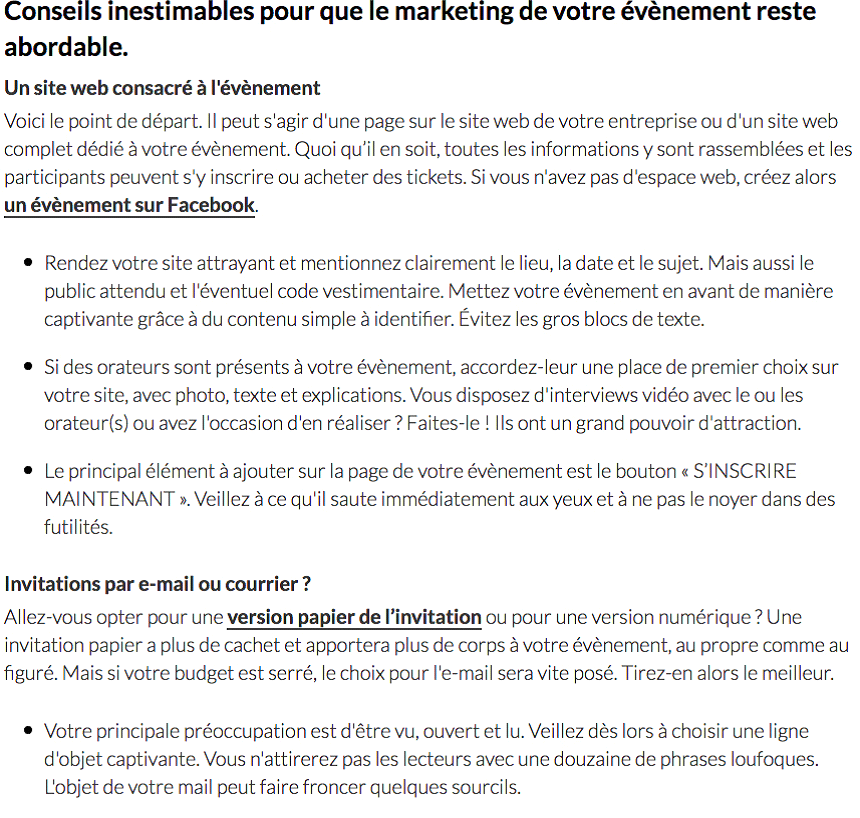 Conseils inestimables pour que le marketing de votre évènement reste
abordable.
Un site web consacré à l'évènement
Voici le point de départ. Il peut s'agir d'une page sur le site web de votre entreprise ou d'un site web
complet dédié à votre évènement. Quoi qu’il en soit, toutes les informations y sont rassemblées et les
participants peuvent s'y inscrire ou acheter des tickets. Si vous n'avez pas d'espace web, créez alors
un évènement sur Facebook.
• Rendez votre site attrayant et mentionnez clairement le lieu, la date et le sujet. Mais aussi le
public attendu et l'éventuel code vestimentaire. Mettez votre évènement en avant de manière
captivante grâce à du contenu simple à identifier. Évitez les gros blocs de texte.
• Si des orateurs sont présents à votre évènement, accordez-leur une place de premier choix sur
votre site, avec photo, texte et explications. Vous disposez d'interviews vidéo avec le ou les
orateur(s) ou avez l'occasion d'en réaliser ? Faites-le ! Ils ont un grand pouvoir d'attraction.
• Le principal élément à ajouter sur la page de votre évènement est le bouton « S’INSCRIRE
MAINTENANT ». Veillez à ce qu'il saute immédiatement aux yeux et à ne pas le noyer dans des
futilités.
Invitations par e-mail ou courrier ?
Allez-vous opter pour une version papier de l’invitation ou pour une version numérique ? Une
invitation papier a plus de cachet et apportera plus de corps à votre évènement, au propre comme au
figuré. Mais si votre budget est serré, le choix pour l'e-mail sera vite posé. Tirez-en alors le meilleur.
• Votre principale préoccupation est d'être vu, ouvert et lu. Veillez dès lors à choisir une ligne
d'objet captivante. Vous n'attirerez pas les lecteurs avec une douzaine de phrases loufoques.
L'objet de votre mail peut faire froncer quelques sourcils.